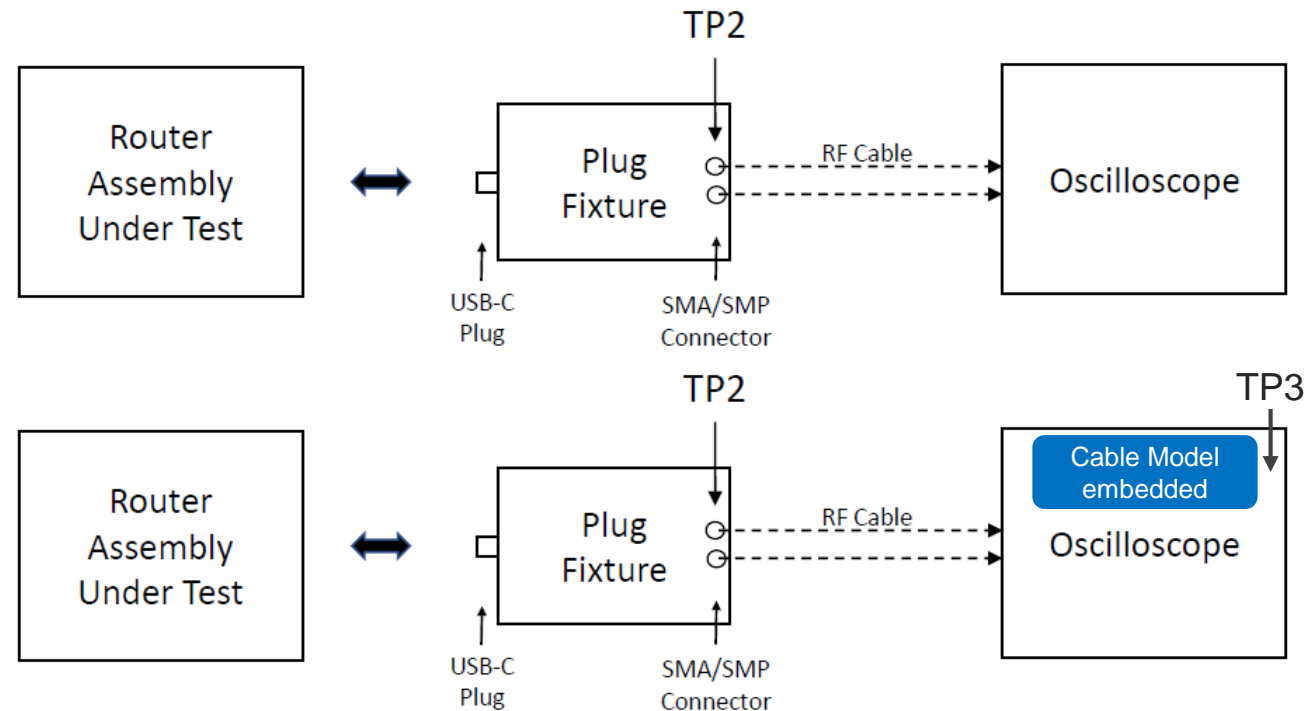 TP2
Router
Assembly
Under Test
Plug
Fixture
RF Cable
Oscilloscope
USB-C
Plug
SMA/SMP
Connector
TP2
TP3
Router
Assembly
Under Test
Plug
Fixture
RF Cable
Cable Model
embedded
Oscilloscope
USB-C
Plug
SMA/SMP
Connector